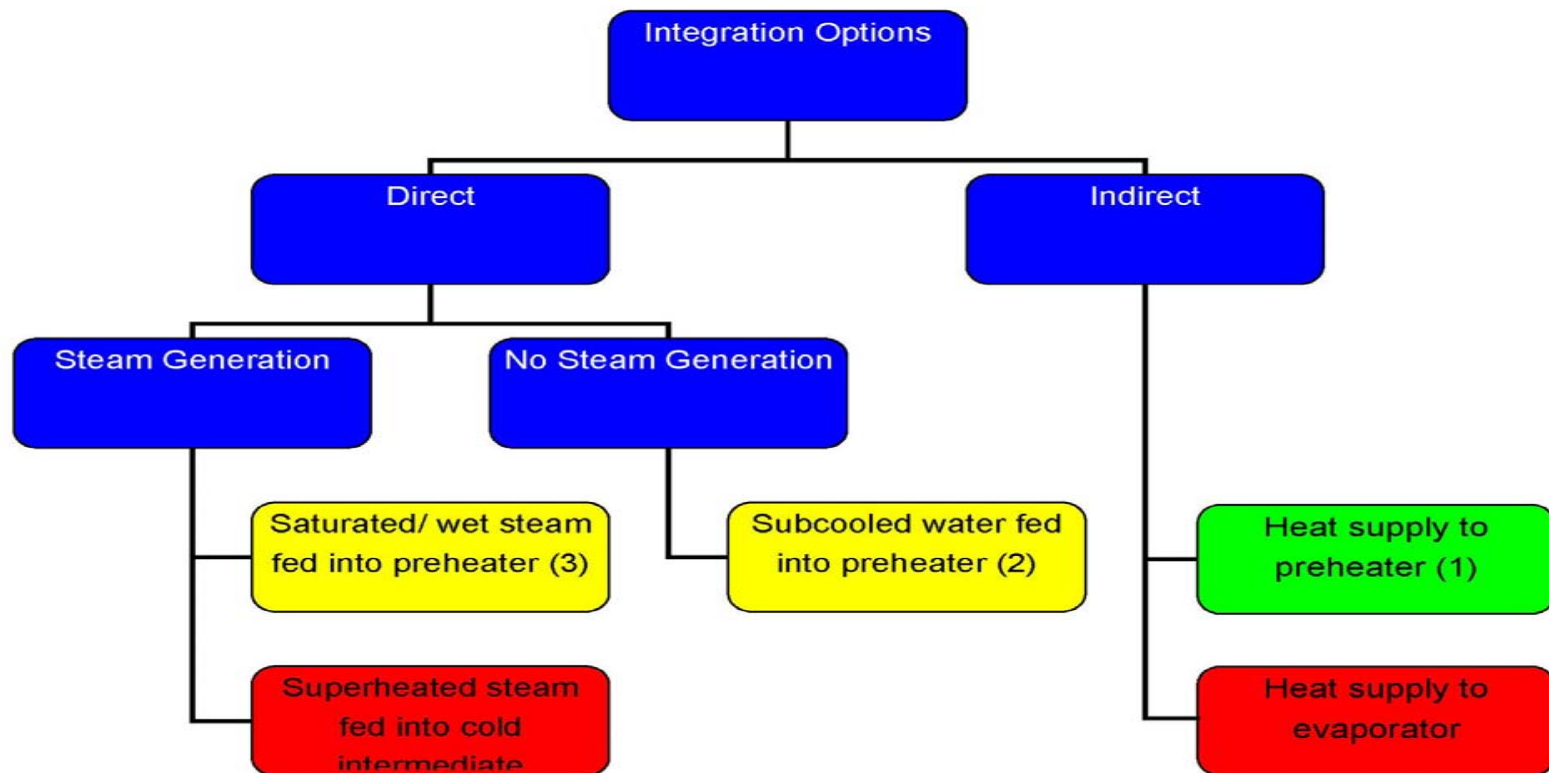 Integration Options
Direct
Indirect
Steam Generation
No Steam Generation
Saturated/ wet steam
fed into preheater (3)
Subcooled water fed
into preheater (2)
Heat supply to
preheater (1)
Superheated steam
fed into cold
intermediate
Heat supply to
evaporator